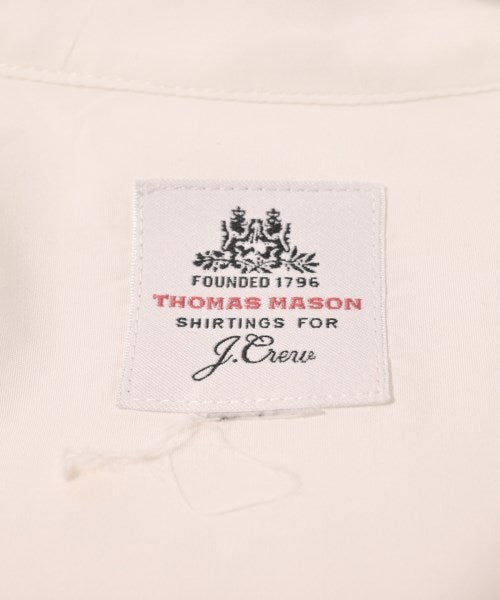 FOUNDED 1796
THOMAS MASON
SHIRTINGS FOR
J.Crew